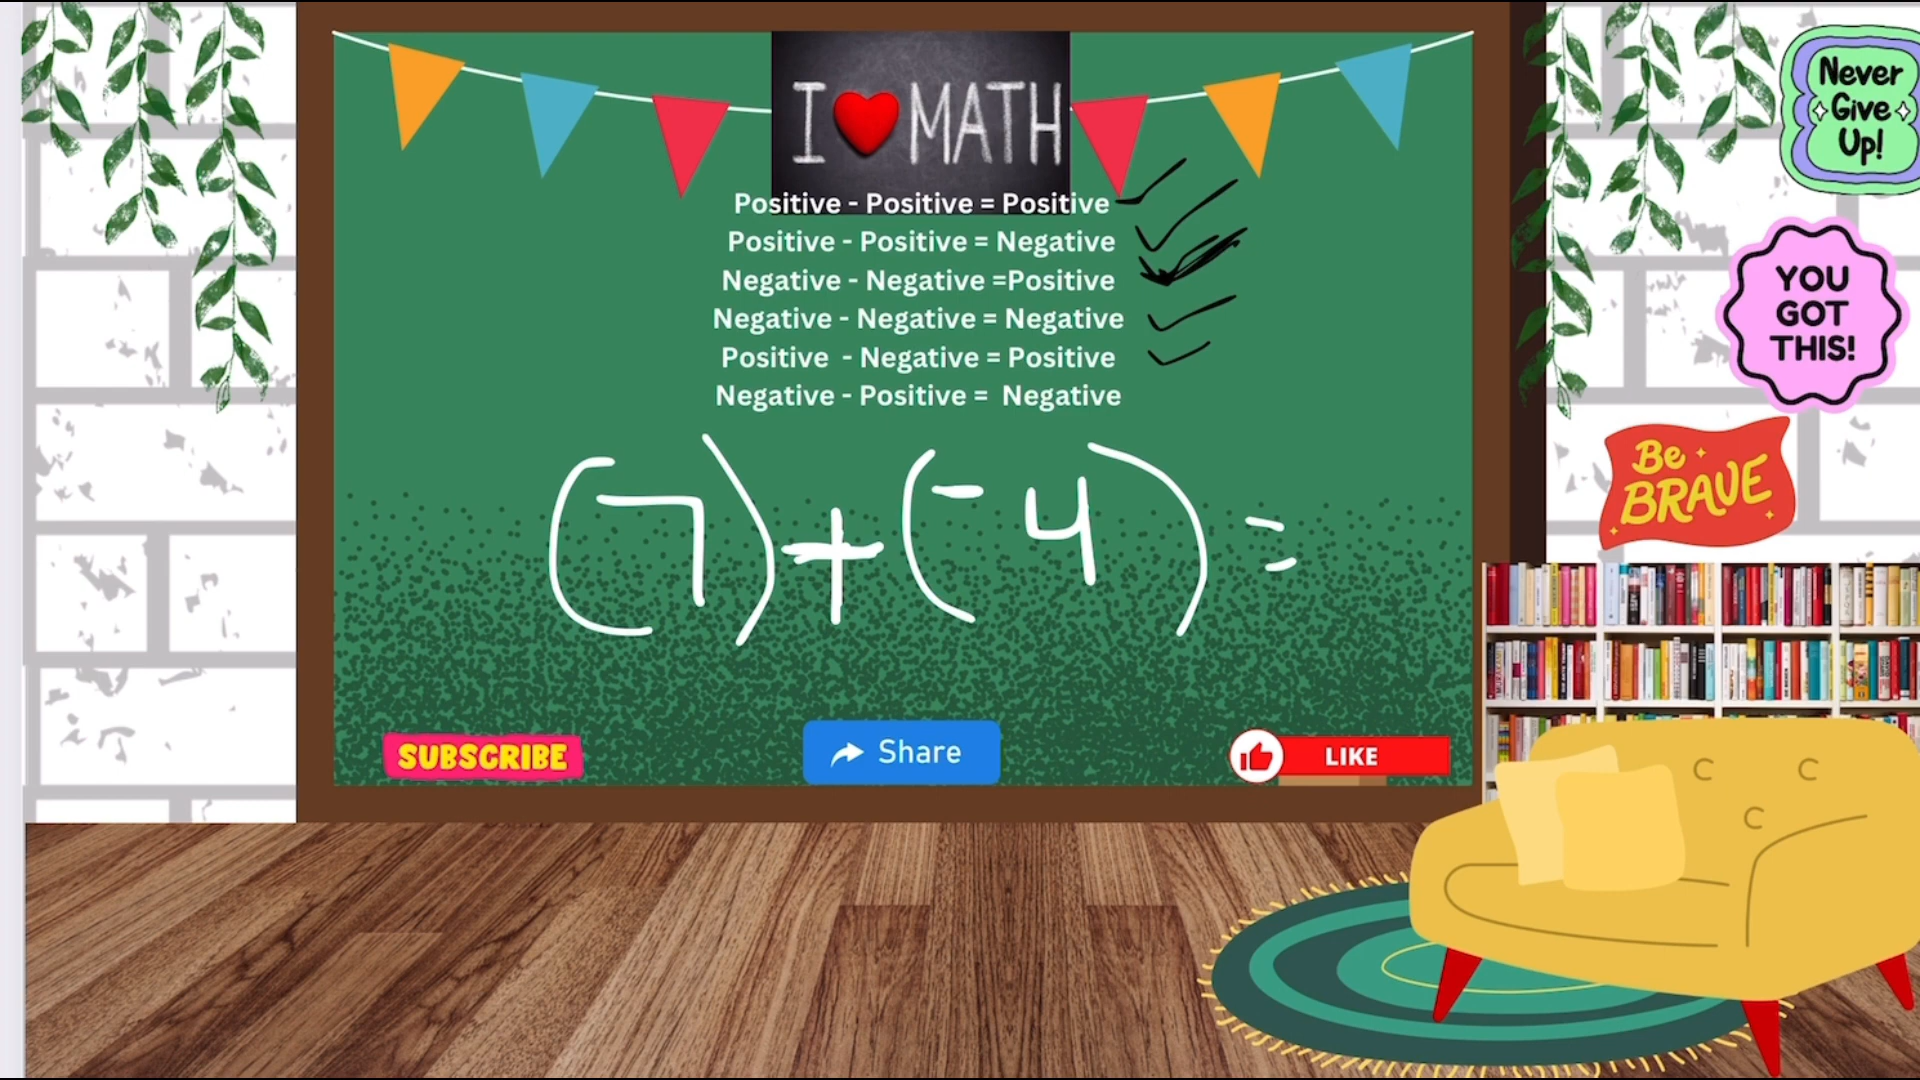 I MATH
Never
Give
Up!
Positive - Positive = Positive
Positive - Positive = Negative
Negative - Negative =Positive
Negative - Negative = Negative
Positive - Negative = Positive
Negative - Positive = Negative
YOU
GOT
THIS!
Be
BRAVE
(7)+(-4)=
SUBSCRIBE
Share
LIKE